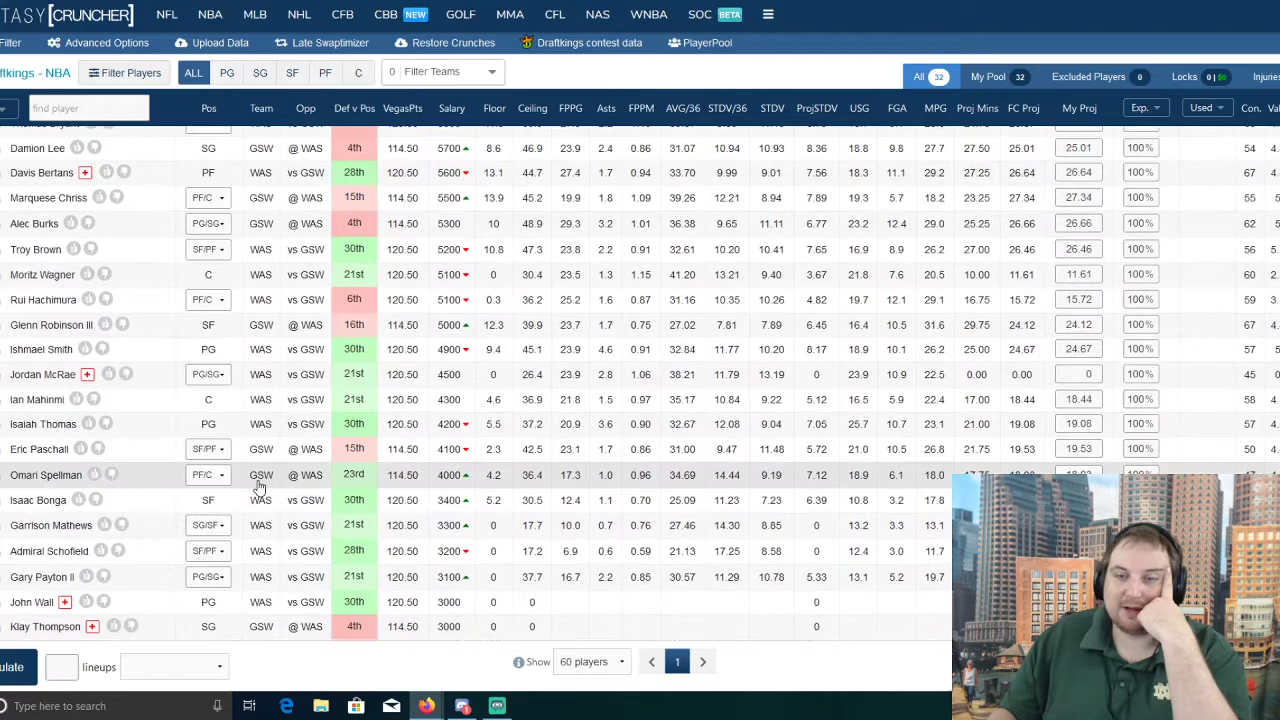 TASY [CRUNCHER] NFL NBA MLB NHL CFB CBB NEW GOLF MMA CFL NAS WNBA SOC BETA
Filter Advanced Options Upload Data Late Swaptimizer Restore Crunches Draftkings contest data PlayerPool
ftkings - NBA Filter Players ALL PG SG SF PF C 0 Filter Teams All 32 My Pool 32 Excluded Players 0 Locks 0 | $0 Injuries
find player Pos Team Opp Def v Pos VegasPts Salary Floor Ceiling FPPG Asts FPPM AVG/36 STDV/36 STDV ProjSTDV USG FGA MPG Proj Mins FC Proj My Proj Exp. Used Con. Val
Damion Lee SG GSW @ WAS 4th 114.50 5700 8.6 46.9 23.9 2.4 0.86 31.07 10.94 10.93 8.36 18.8 9.8 27.7 27.50 25.01 25.01 100% 54
Davis Bertans PF WAS vs GSW 28th 120.50 5600 13.1 44.7 27.4 1.7 0.94 33.70 9.99 9.01 7.56 18.3 11.1 29.2 27.25 26.64 26.64 100% 67
Marquese Chriss PF/C GSW @ WAS 15th 114.50 5500 13.9 45.2 19.9 1.8 1.09 39.26 12.21 8.94 7.89 19.3 5.7 18.2 23.25 27.34 27.34 100% 55
Alec Burks PG/SG GSW @ WAS 4th 114.50 5300 10 48.9 29.3 3.2 1.01 36.38 9.65 11.11 6.77 23.2 12.4 29.0 25.25 26.66 26.66 100% 62
Troy Brown SF/PF WAS vs GSW 30th 120.50 5200 10.8 47.3 23.8 2.2 0.91 32.61 10.20 10.41 7.65 16.9 8.9 26.2 27.00 26.46 26.46 100% 56
Moritz Wagner C WAS vs GSW 21st 120.50 5100 0 30.4 23.5 1.3 1.15 41.20 13.21 9.40 3.67 21.8 7.6 20.5 10.00 11.61 11.61 100% 60
Rui Hachimura PF/C WAS vs GSW 6th 120.50 5100 0.3 36.2 25.2 1.6 0.87 31.16 10.35 10.26 4.82 19.7 12.1 29.1 16.75 15.72 15.72 100% 59
Glenn Robinson III SF GSW @ WAS 16th 114.50 5000 12.3 39.9 23.7 1.6 0.75 27.02 7.81 7.89 6.45 16.4 10.5 31.6 29.75 24.12 24.12 100%
Ishmael Smith PG WAS vs GSW 30th 120.50 4900 9.4 45.1 23.9 4.6 0.91 32.84 11.77 10.20 8.17 18.9 10.1 26.2 25.00 24.67 24.67 100% 57
Jordan McRae PG/SG WAS vs GSW 21st 120.50 4500 0 26.4 23.9 2.8 1.06 38.21 11.79 13.19 0 23.9 10.9 22.5 0.00 0.00 0 100% 45
Ian Mahinmi C WAS vs GSW 21st 120.50 4300 4.6 36.9 21.8 1.5 0.97 35.17 10.84 9.22 5.12 16.5 5.9 22.4 17.00 18.44 18.44 100% 58
Isaiah Thomas PG WAS vs GSW 30th 120.50 4200 5.5 37.2 20.9 3.6 0.90 32.67 12.08 9.04 7.05 25.7 10.7 23.1 21.00 19.08 19.08 100% 57
Eric Paschall SF/PF GSW @ WAS 15th 114.50 2.3 42.5 23.1 1.3 0.86 31.00 9.47 11.48 5.72 22.0 10.0 26.8 21.75 19.53 19.53 100%
Omari Spellman PF/C GSW @ WAS 23rd 114.50 4000 4.2 36.4 17.3 1.0 0.96 34.69 14.44 9.19 7.12 18.9 6.1 18.0
Isaac Bonga SF WAS vs GSW 30th 120.50 3400 5.2 30.5 12.4 1.1 0.70 25.09 11.23 7.23 6.39 10.8 3.2 17.8
Garrison Mathews SG/SF WAS vs GSW 21st 120.50 3300 0 17.7 10.0 0.7 0.76 27.46 14.30 8.85 0 13.2 3.3 13.1
Admiral Schofield SF/PF WAS vs GSW 28th 120.50 3200 0 17.2 6.9 0.6 0.59 21.13 17.25 8.58 0 12.4 3.0 11.7
Gary Payton II PG/SG WAS vs GSW 21st 120.50 3100 0 37.7 16.7 2.2 0.85 30.57 11.29 10.78 5.33 13.1 5.2 19.7
John Wall PG WAS vs GSW 30th 120.50 3000 0 0 0
Klay Thompson SG GSW @ WAS 4th 114.50 3000 0 0 0
ulate lineups Show 60 players 1
Type here to search